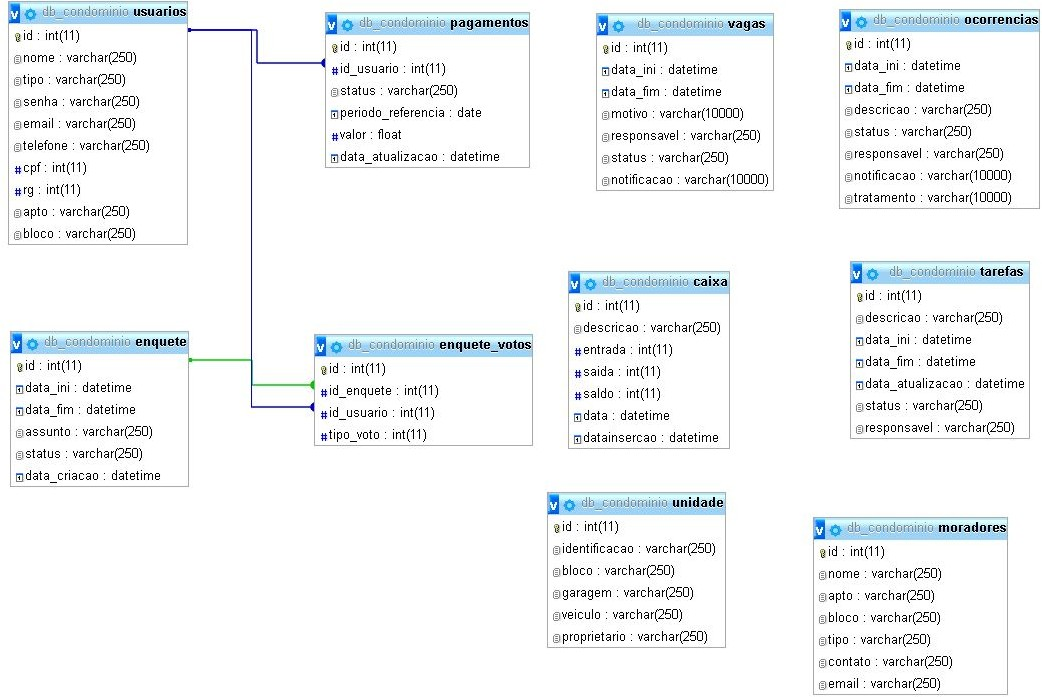 db_condominio usuarios
id : int(11)
nome : varchar(250)
tipo : varchar(250)
senha : varchar(250)
email : varchar(250)
telefone : varchar(250)
cpf : int(11)
rg : int(11)
apto : varchar(250)
bloco : varchar(250)
db_condominio pagamentos
id : int(11)
id_usuario : int(11)
status : varchar(250)
periodo_referencia : date
valor : float
data_atualizacao : datetime
db_condominio vagas
id : int(11)
data_ini : datetime
data_fim : datetime
motivo : varchar(10000)
responsavel : varchar(250)
status : varchar(250)
notificacao : varchar(10000)
db_condominio ocorrencias
id : int(11)
data_ini : datetime
data_fim : datetime
descricao : varchar(250)
status : varchar(250)
responsavel : varchar(250)
notificacao : varchar(10000)
tratamento : varchar(10000)
db_condominio enquete
id : int(11)
data_ini : datetime
data_fim : datetime
assunto : varchar(250)
status : varchar(250)
data_criacao : datetime
db_condominio enquete_votos
id : int(11)
id_enquete : int(11)
id_usuario : int(11)
tipo_voto : int(11)
db_condominio caixa
id : int(11)
descricao : varchar(250)
entrada : int(11)
saida : int(11)
saldo : int(11)
data : datetime
datainsercao : datetime
db_condominio tarefas
id : int(11)
descricao : varchar(250)
data_ini : datetime
data_fim : datetime
data_atualizacao : datetime
status : varchar(250)
responsavel : varchar(250)
db_condominio unidade
id : int(11)
identificacao : varchar(250)
bloco : varchar(250)
garagem : varchar(250)
veiculo : varchar(250)
proprietario : varchar(250)
db_condominio moradores
id : int(11)
nome : varchar(250)
apto : varchar(250)
bloco : varchar(250)
tipo : varchar(250)
contato : varchar(250)
email : varchar(250)